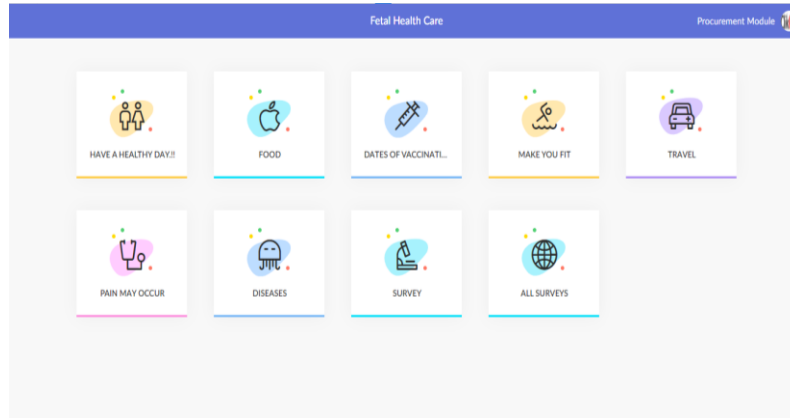 Fetal Health Care
Procurement Module
HAVE A HEALTHY DAY.!!
FOOD
DATES OF VACCINATI...
MAKE YOU FIT
TRAVEL
PAIN MAY OCCUR
DISEASES
SURVEY
ALL SURVEYS